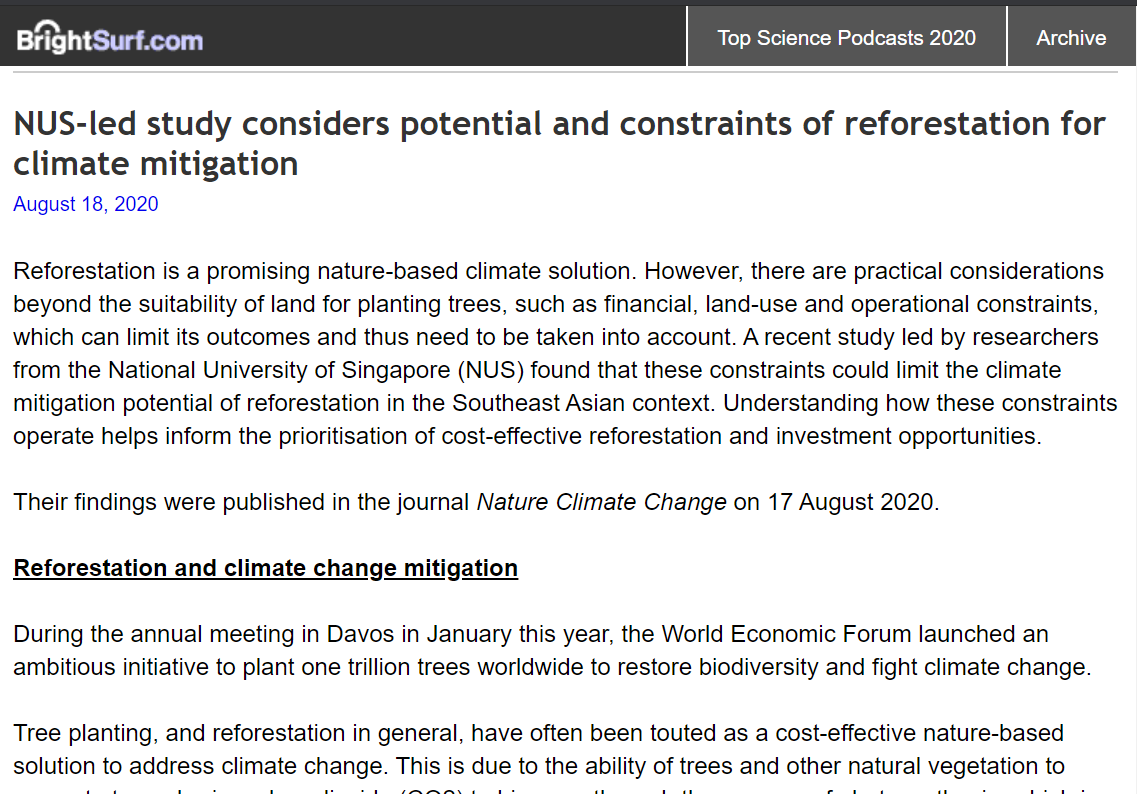 BrightSurf.com
Top Science Podcasts 2020
Archive
NUS-led study considers potential and constraints of reforestation for
climate mitigation
August 18, 2020
Reforestation is a promising nature-based climate solution. However, there are practical considerations
beyond the suitability of land for planting trees, such as financial, land-use and operational constraints,
which can limit its outcomes and thus need to be taken into account. A recent study led by researchers
from the National University of Singapore (NUS) found that these constraints could limit the climate
mitigation potential of reforestation in the Southeast Asian context. Understanding how these constraints
operate helps inform the prioritisation of cost-effective reforestation and investment opportunities.
Their findings were published in the journal Nature Climate Change on 17 August 2020.
Reforestation and climate change mitigation
During the annual meeting in Davos in January this year, the World Economic Forum launched an
ambitious initiative to plant one trillion trees worldwide to restore biodiversity and fight climate change.
Tree planting, and reforestation in general, have often been touted as a cost-effective nature-based
solution to address climate change. This is due to the ability of trees and other natural vegetation to